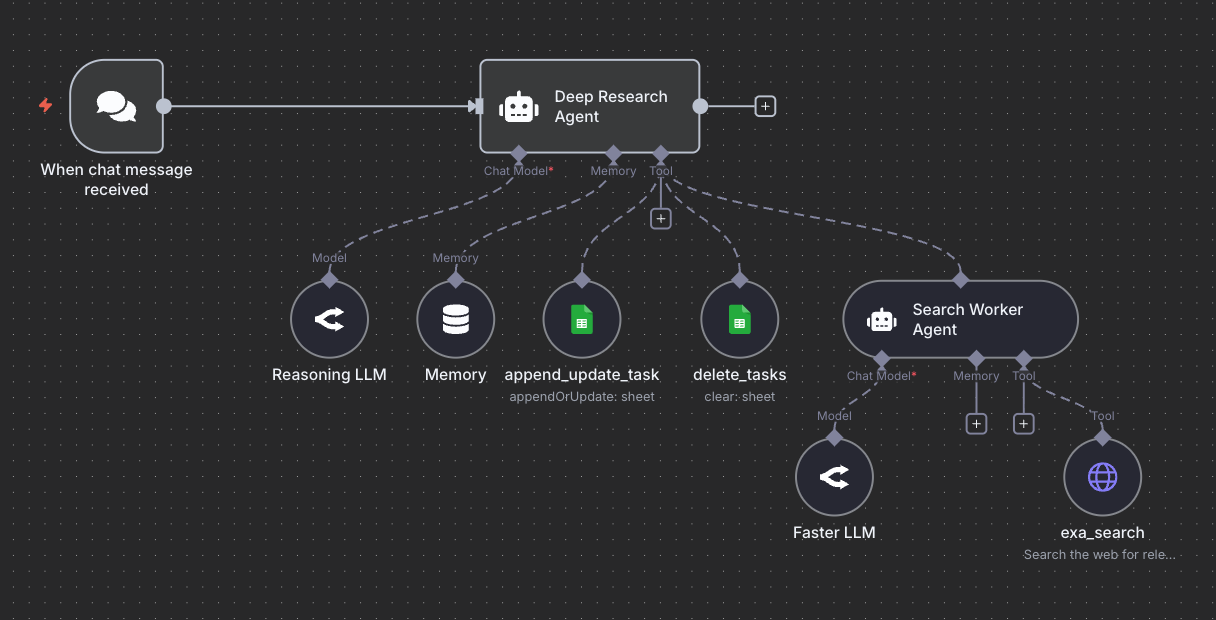 Deep Research
Agent
When chat message
received
Chat Model*
Memory
Tool
Model
Memory
Reasoning LLM
Memory
append_update_task
appendOrUpdate: sheet
delete_tasks
clear: sheet
Search Worker
Agent
Chat Model*
Memory
Tool
Model
Tool
Faster LLM
exa_search
Search the web for rele...